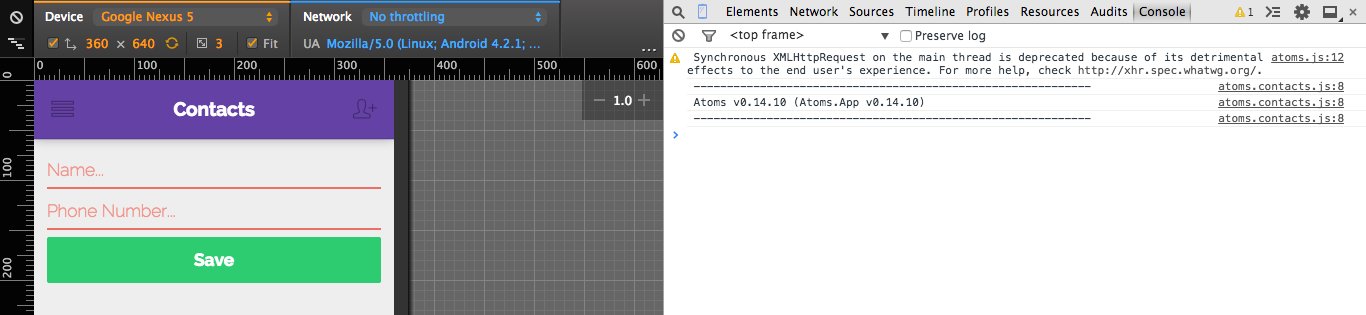 Device Google Nexus 5
Network No throttling
360 × 640 3 Fit
UA Mozilla/5.0 (Linux; Android 4.2.1; ...
...
0 100 200 300 400 500 600
0
100
200
Contacts
1.0
Name...
Phone Number...
Save
Elements Network Sources Timeline Profiles Resources Audits Console 1
<top frame> Preserve log
Synchronous XMLHttpRequest on the main thread is deprecated because of its detrimental atoms.js:12
effects to the end user's experience. For more help, check http://xhr.spec.whatwg.org/.
------------------------------------------------------------ atoms.contacts.js:8
Atoms v0.14.10 (Atoms.App v0.14.10) atoms.contacts.js:8
------------------------------------------------------------ atoms.contacts.js:8